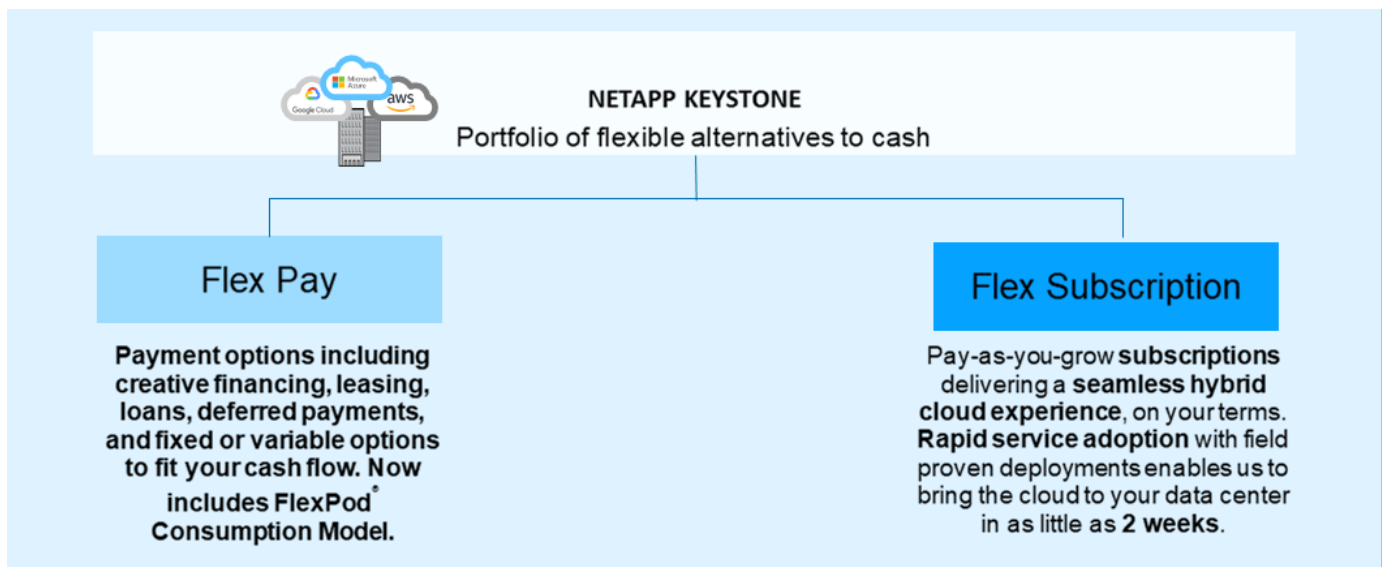 Microsoft
Azure
Google Cloud
aws
NETAPP KEYSTONE
Portfolio of flexible alternatives to cash
Flex Pay
Payment options including
creative financing, leasing,
loans, deferred payments,
and fixed or variable options
to fit your cash flow. Now
includes FlexPod®
Consumption Model.
Flex Subscription
Pay-as-you-grow subscriptions
delivering a seamless hybrid
cloud experience, on your terms.
Rapid service adoption with field
proven deployments enables us to
bring the cloud to your data center
in as little as 2 weeks.